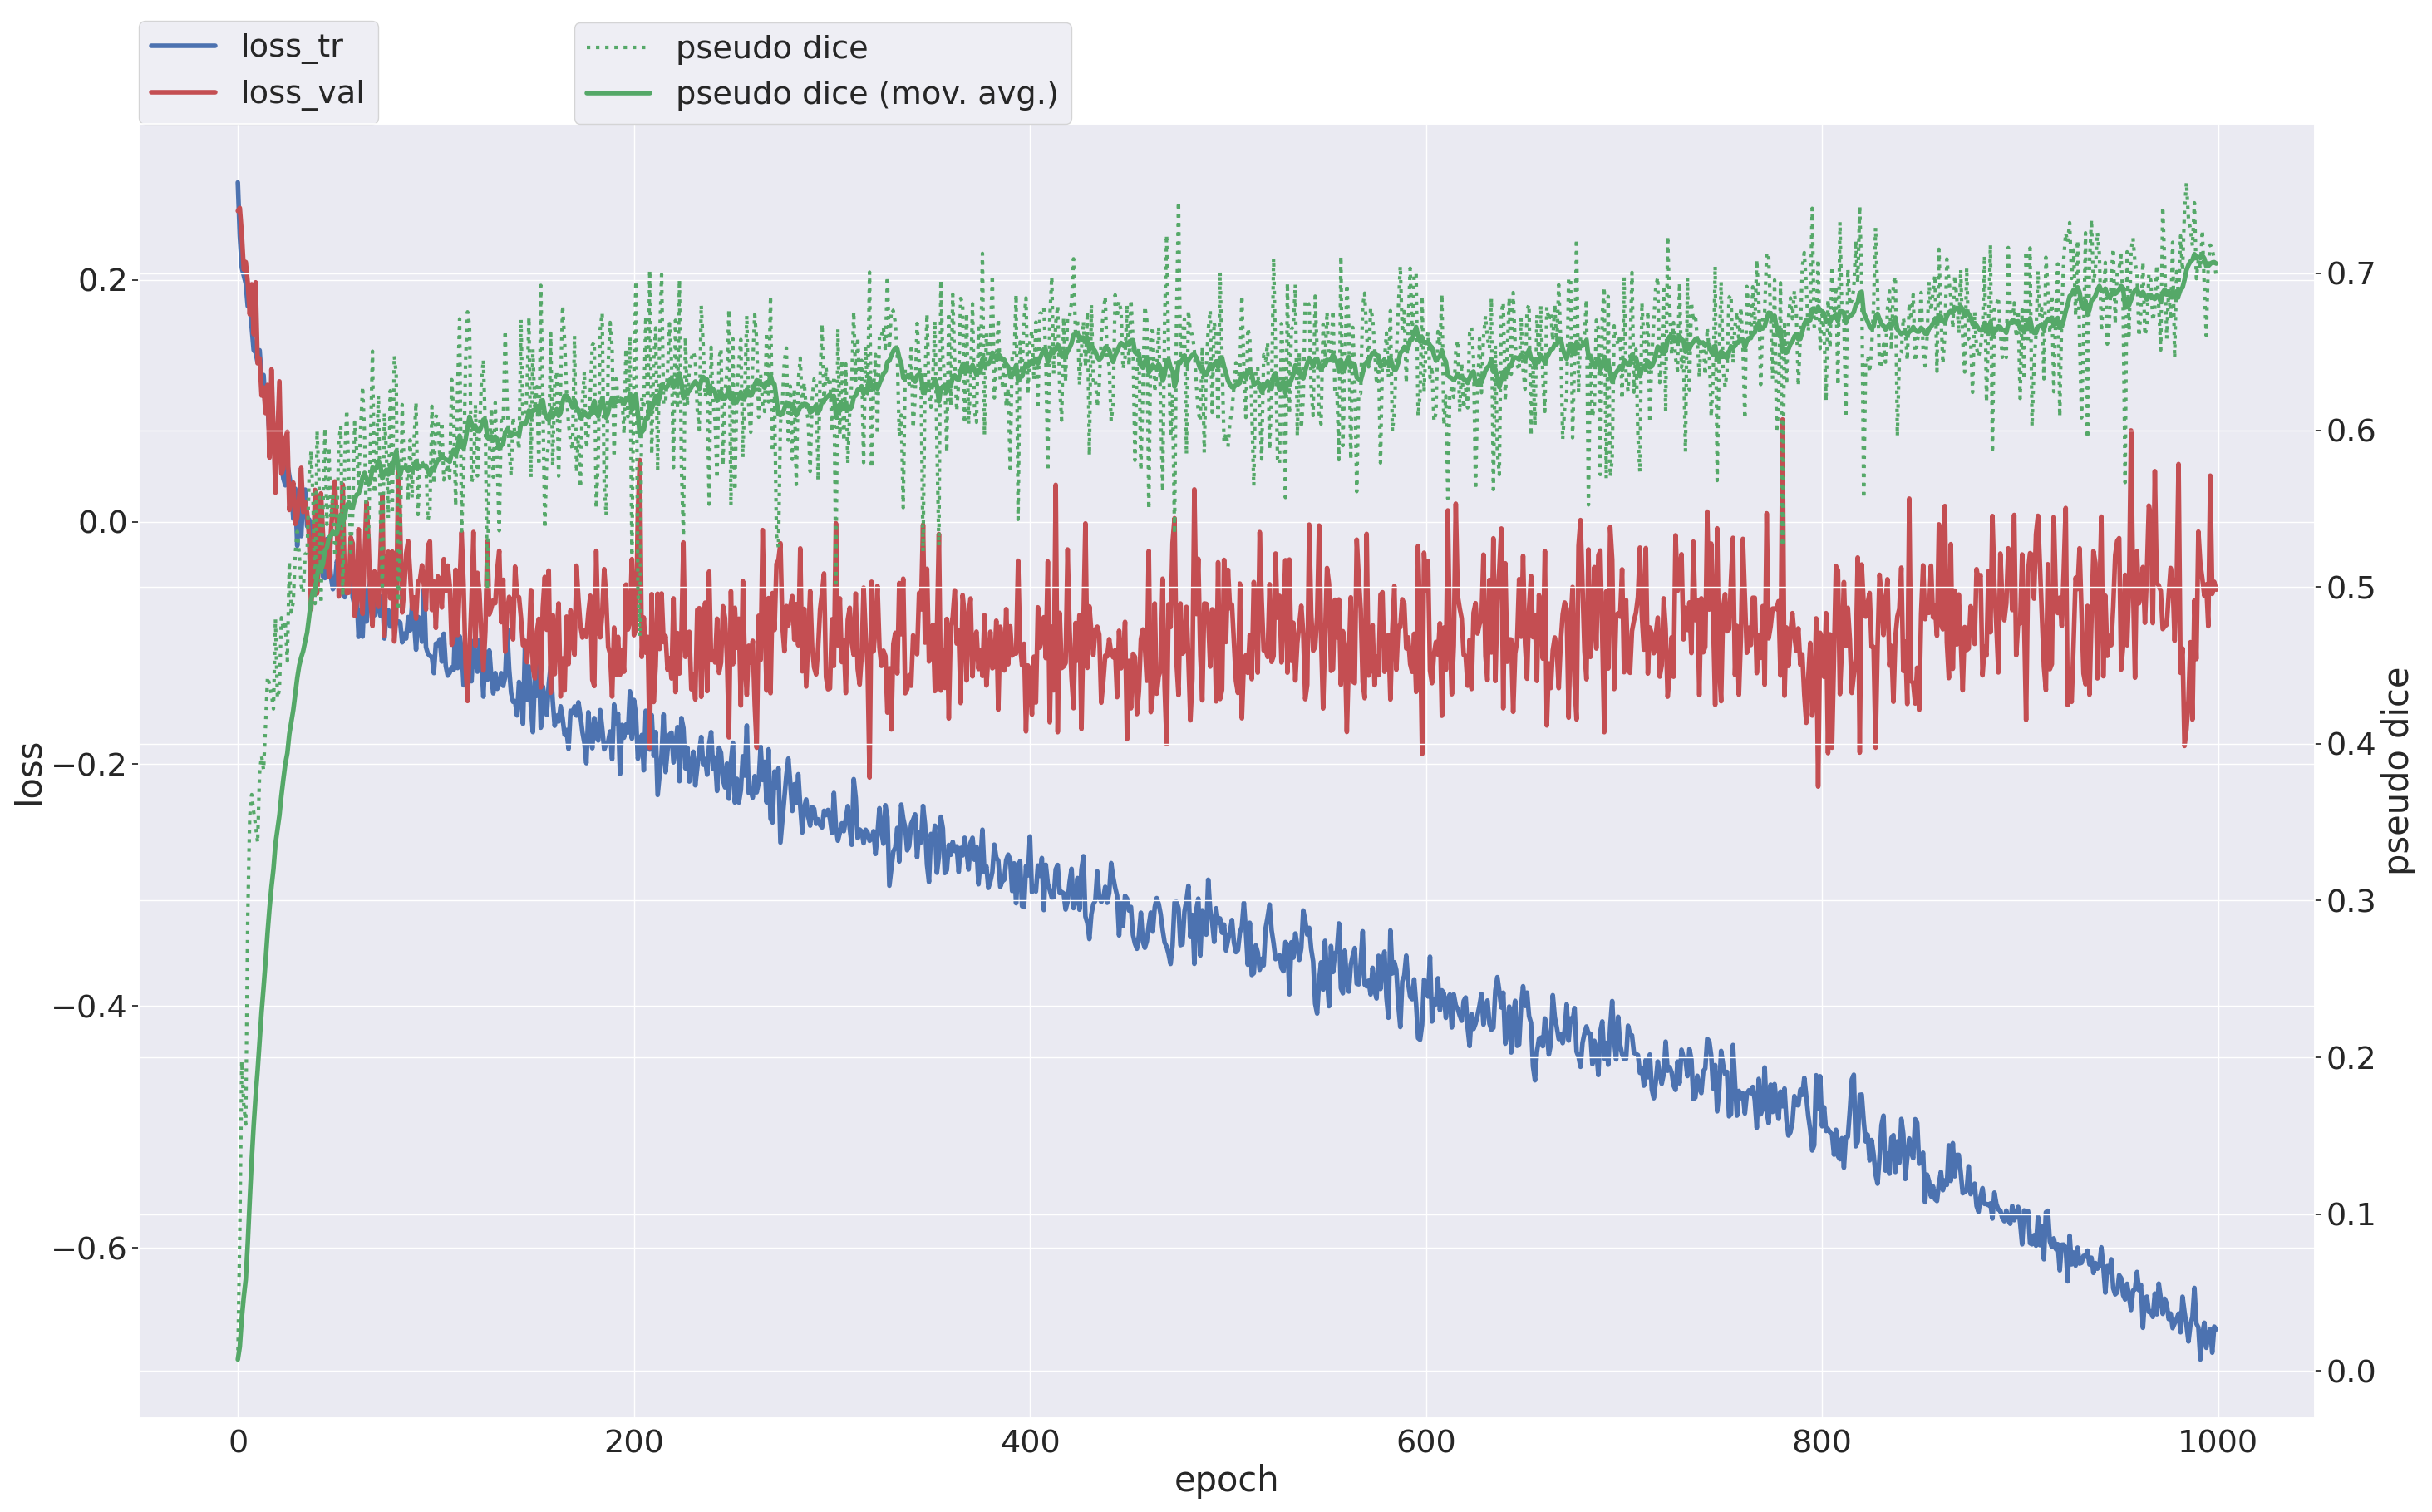 loss_tr
loss_val
pseudo dice
pseudo dice (mov. avg.)
0.2
0.0
−0.2
−0.4
−0.6
loss
0.7
0.6
0.5
0.4
0.3
0.2
0.1
0.0
pseudo dice
0 200 400 600 800 1000
epoch